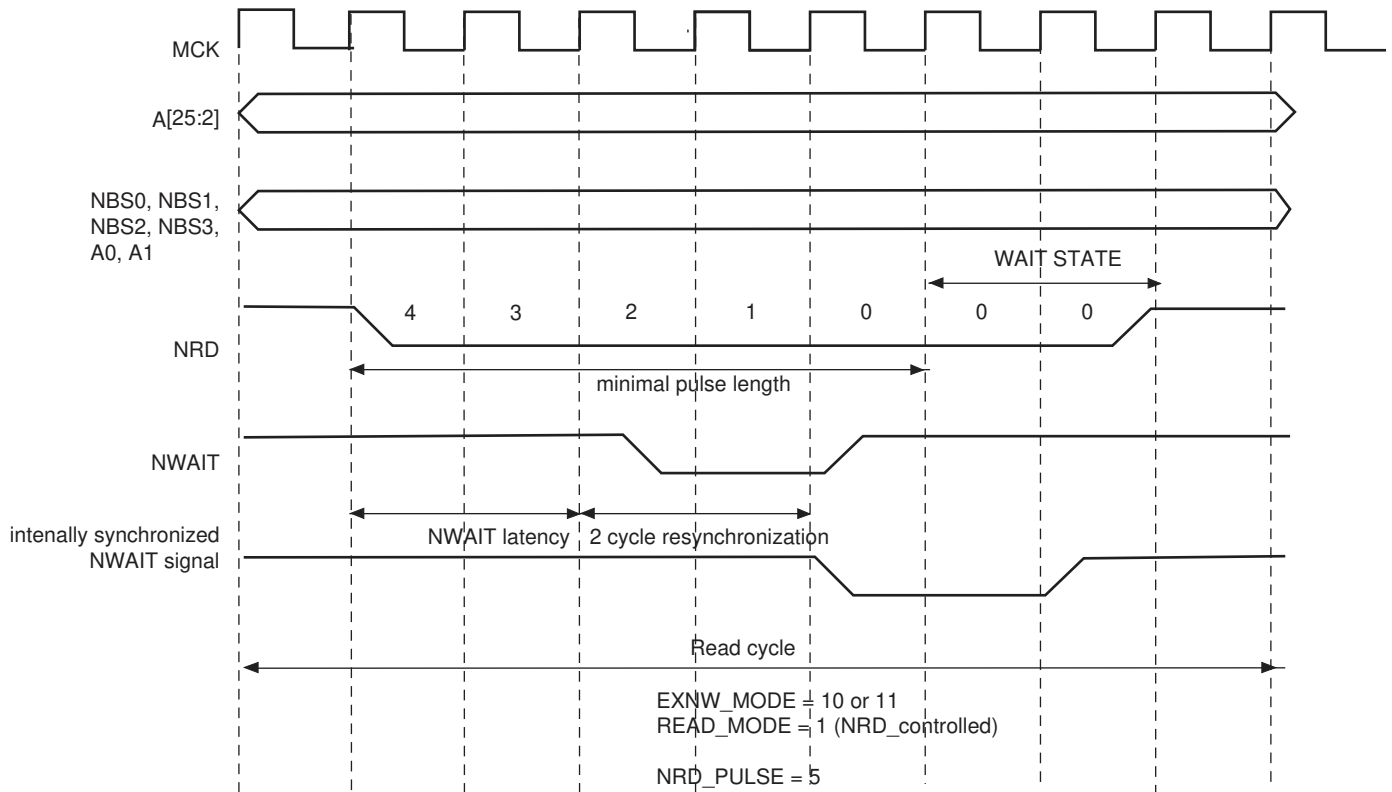 MCK
A[25:2]
NBS0, NBS1,
NBS2, NBS3,
A0, A1
WAIT STATE
4 3 2 1 0 0 0
NRD
minimal pulse length
NWAIT
intenally synchronized
NWAIT signal
NWAIT latency 2 cycle resynchronization
Read cycle
EXNW_MODE = 10 or 11
READ_MODE = 1 (NRD_controlled)
NRD_PULSE = 5